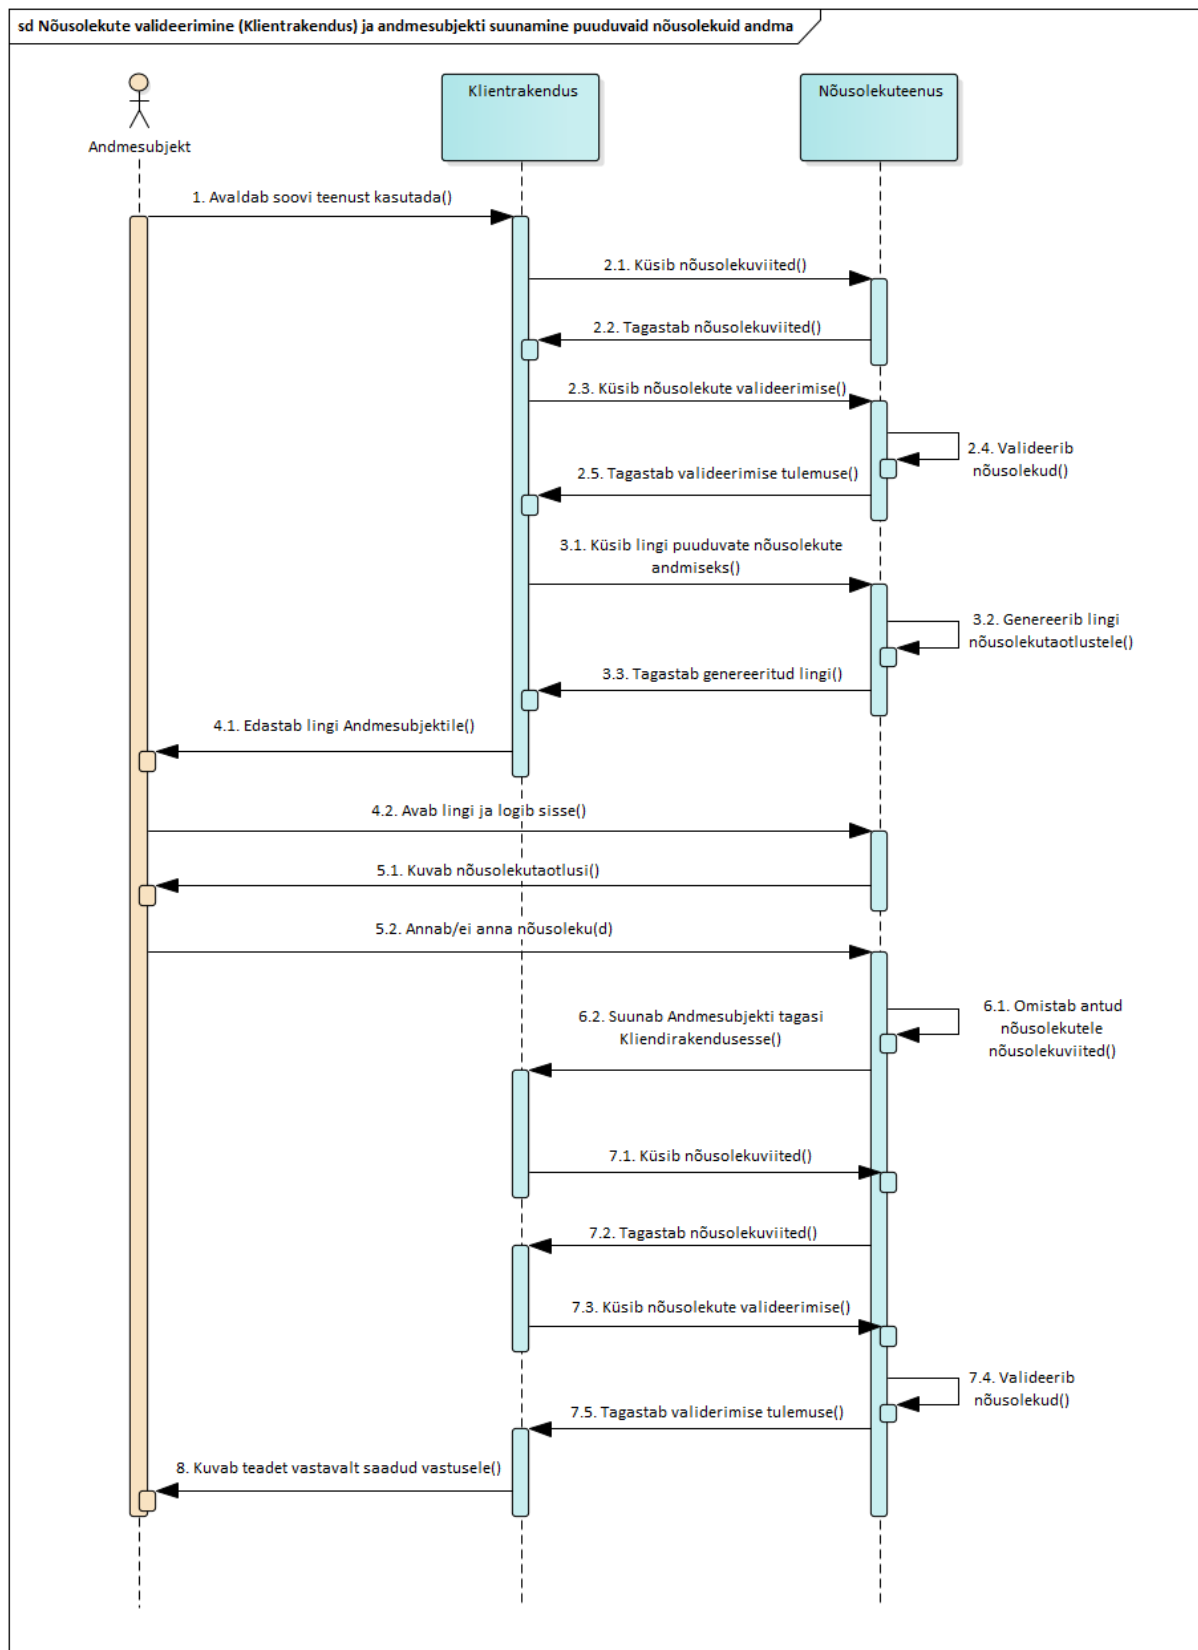 sd Nõusolekute valideerimine (Klientrakendus) ja andmesubjekti suunamine puuduvaid nõusolekuid andma
Andmesubjekt
Klientrakendus
Nõusolekuteenus
1. Avaldab soovi teenust kasutada()
2.1. Küsib nõusolekuviited()
2.2. Tagastab nõusolekuviited()
2.3. Küsib nõusolekute valideerimise()
2.4. Valideerib
nõusolekud()
2.5. Tagastab valideerimise tulemuse()
3.1. Küsib lingi puuduvate nõusolekute
andmiseks()
3.2. Genereerib lingi
nõusolekutaotlustele()
3.3. Tagastab genereeritud lingi()
4.1. Edastab lingi Andmesubjektile()
4.2. Avab lingi ja logib sisse()
5.1. Kuvab nõusolekutaotlusi()
5.2. Annab/ei anna nõusoleku(d)
6.1. Omistab antud
nõusolekutele
nõusolekuviited()
6.2. Suunab Andmesubjekti tagasi
Kliendirakendusesse()
7.1. Küsib nõusolekuviited()
7.2. Tagastab nõusolekuviited()
7.3. Küsib nõusolekute valideerimise()
7.4. Valideerib
nõusolekud()
7.5. Tagastab validerimise tulemuse()
8. Kuvab teadet vastavalt saadud vastusele()